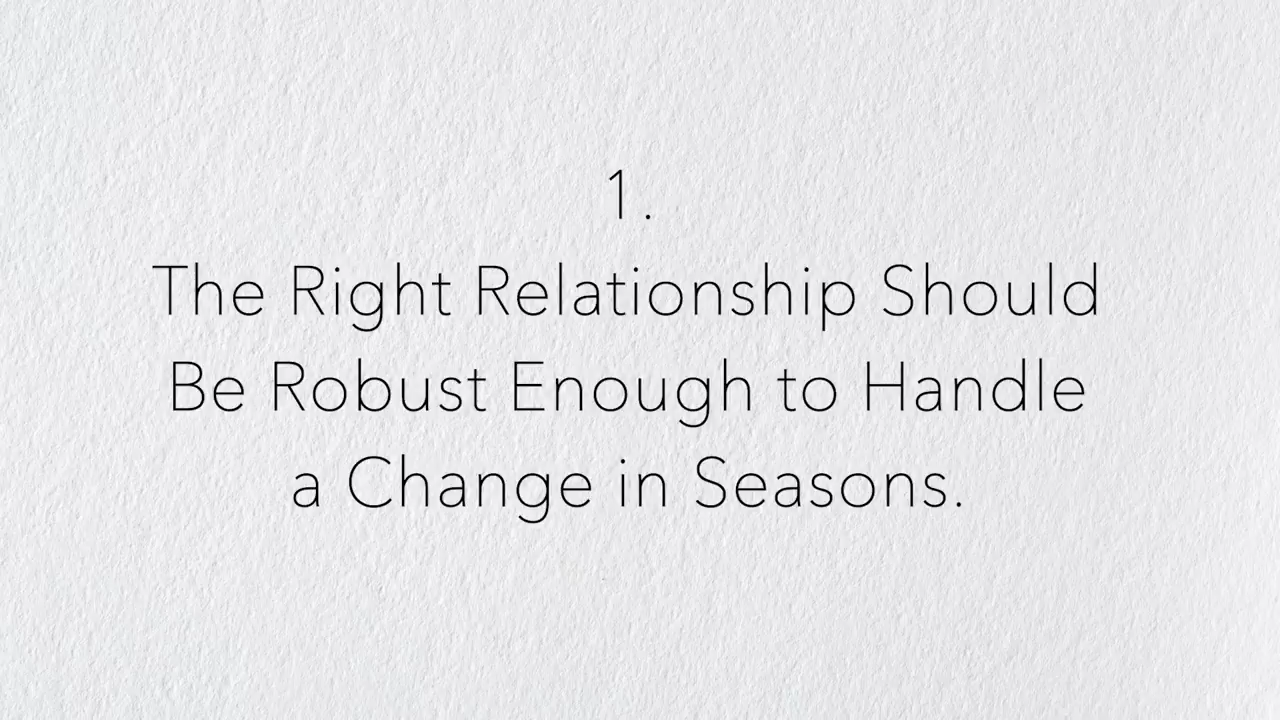 1.
The Right Relationship Should
Be Robust Enough to Handle
a Change in Seasons.